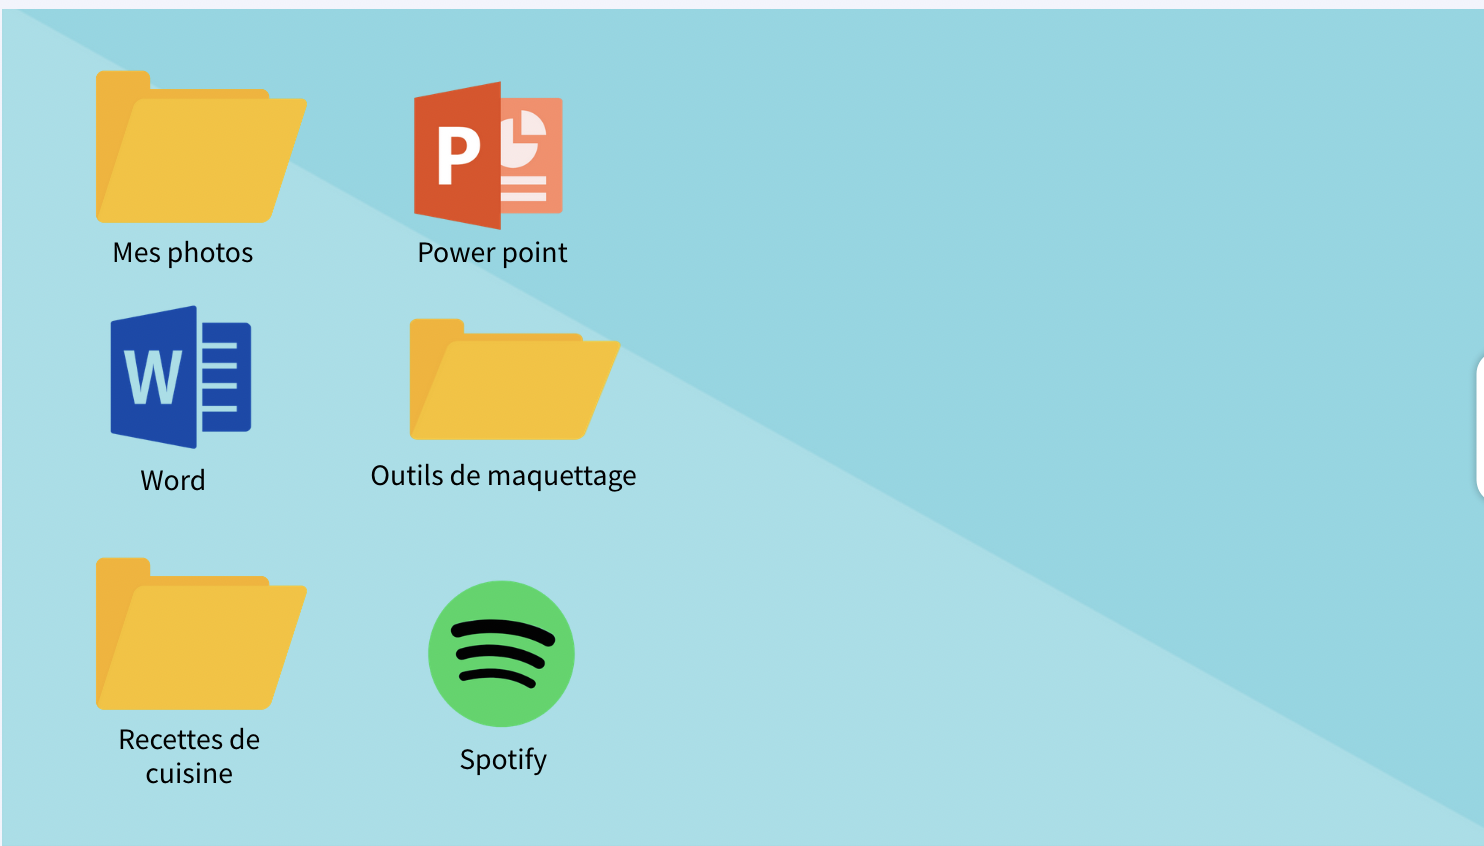 P
Mes photos
Power point
W
Word
Outils de maquettage
Recettes de
cuisine
Spotify